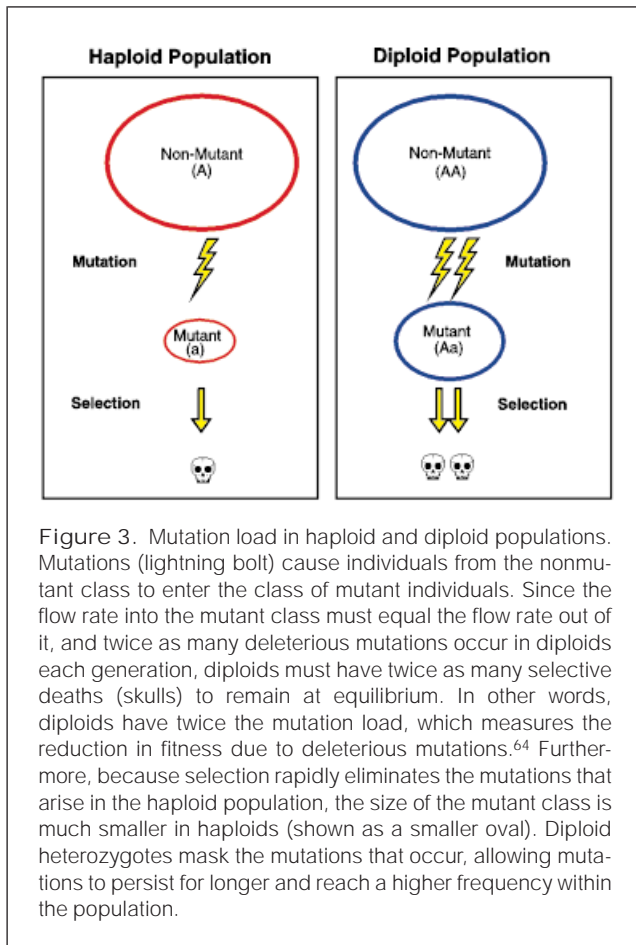 Haploid Population
Diploid Population
Non-Mutant
(A)
Non-Mutant
(AA)
Mutation
Mutation
Mutant
(a)
Mutant
(Aa)
Selection
Selection
Figure 3. Mutation load in haploid and diploid populations.
Mutations (lightning bolt) cause individuals from the nonmu-
tant class to enter the class of mutant individuals. Since the
flow rate into the mutant class must equal the flow rate out of
it, and twice as many deleterious mutations occur in diploids
each generation, diploids must have twice as many selective
deaths (skulls) to remain at equilibrium. In other words,
diploids have twice the mutation load, which measures the
reduction in fitness due to deleterious mutations.64 Further-
more, because selection rapidly eliminates the mutations that
arise in the haploid population, the size of the mutant class is
much smaller in haploids (shown as a smaller oval). Diploid
heterozygotes mask the mutations that occur, allowing muta-
tions to persist for longer and reach a higher frequency within
the population.